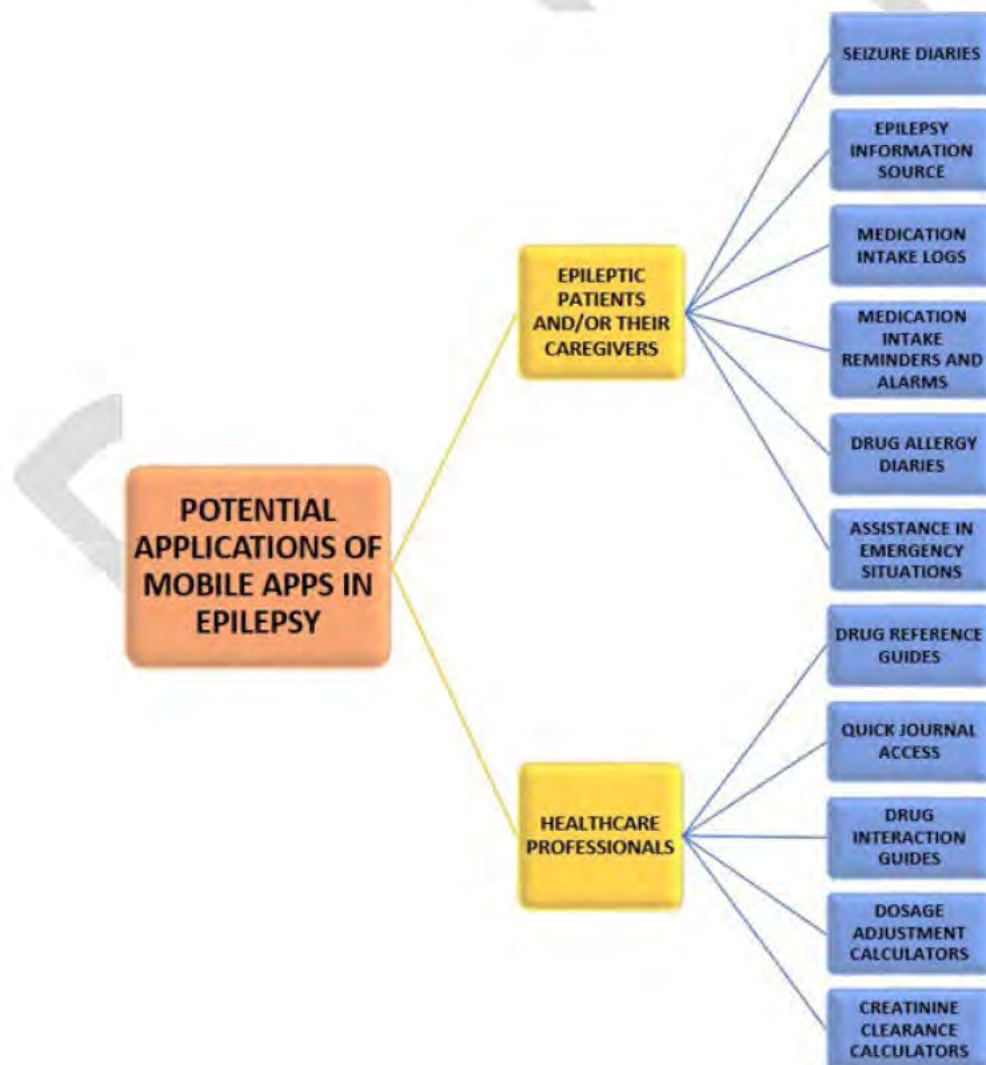 POTENTIAL
APPLICATIONS OF
MOBILE APPS IN
EPILEPSY
EPILEPTIC
PATIENTS
AND/OR THEIR
CAREGIVERS
SEIZURE DIARIES
EPILEPSY
INFORMATION
SOURCE
MEDICATION
INTAKE LOGS
MEDICATION
INTAKE
REMINDERS AND
ALARMS
DRUG ALLERGY
DIARIES
ASSISTANCE IN
EMERGENCY
SITUATIONS
HEALTHCARE
PROFESSIONALS
DRUG REFERENCE
GUIDES
QUICK JOURNAL
ACCESS
DRUG
INTERACTION
GUIDES
DOSAGE
ADJUSTMENT
CALCULATORS
CREATININE
CLEARANCE
CALCULATORS